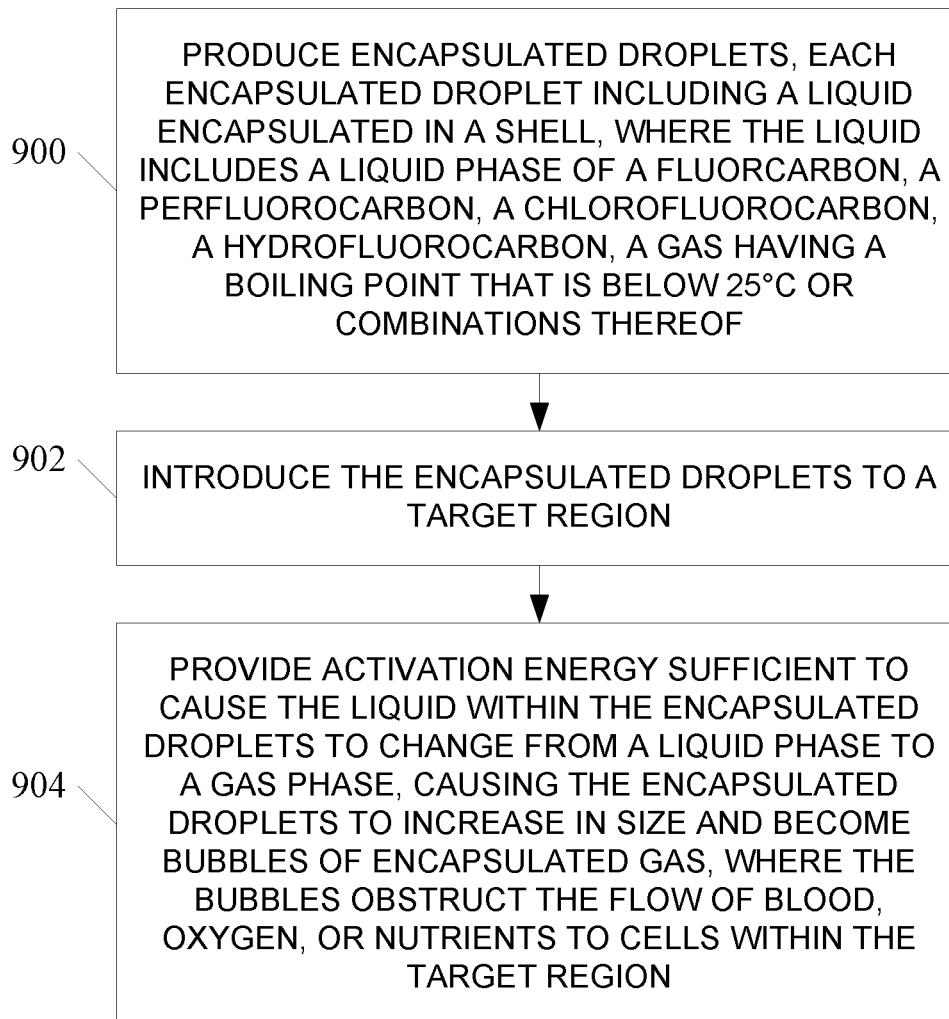 900
PRODUCE ENCAPSULATED DROPLETS, EACH
ENCAPSULATED DROPLET INCLUDING A LIQUID
ENCAPSULATED IN A SHELL, WHERE THE LIQUID
INCLUDES A LIQUID PHASE OF A FLUORCARBON, A
PERFLUOROCARBON, A CHLOROFLUOROCARBON,
A HYDROFLUOROCARBON, A GAS HAVING A
BOILING POINT THAT IS BELOW 25°C OR
COMBINATIONS THEREOF
902
INTRODUCE THE ENCAPSULATED DROPLETS TO A
TARGET REGION
904
PROVIDE ACTIVATION ENERGY SUFFICIENT TO
CAUSE THE LIQUID WITHIN THE ENCAPSULATED
DROPLETS TO CHANGE FROM A LIQUID PHASE TO
A GAS PHASE, CAUSING THE ENCAPSULATED
DROPLETS TO INCREASE IN SIZE AND BECOME
BUBBLES OF ENCAPSULATED GAS, WHERE THE
BUBBLES OBSTRUCT THE FLOW OF BLOOD,
OXYGEN, OR NUTRIENTS TO CELLS WITHIN THE
TARGET REGION